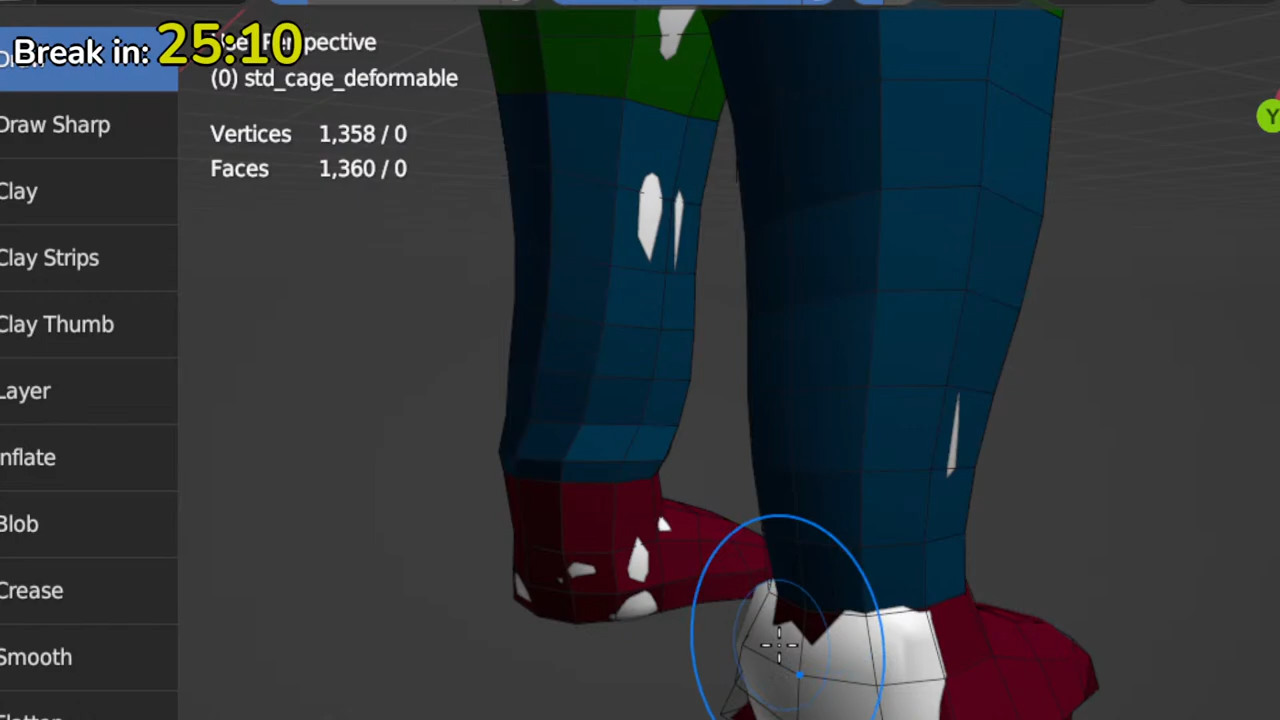 Break in: 25:10
Perspective
(0) std_cage_deformable
Vertices 1,358 / 0
Faces 1,360 / 0
Draw Sharp
Clay
Clay Strips
Clay Thumb
Layer
nflate
Blob
Crease
Smooth
Y